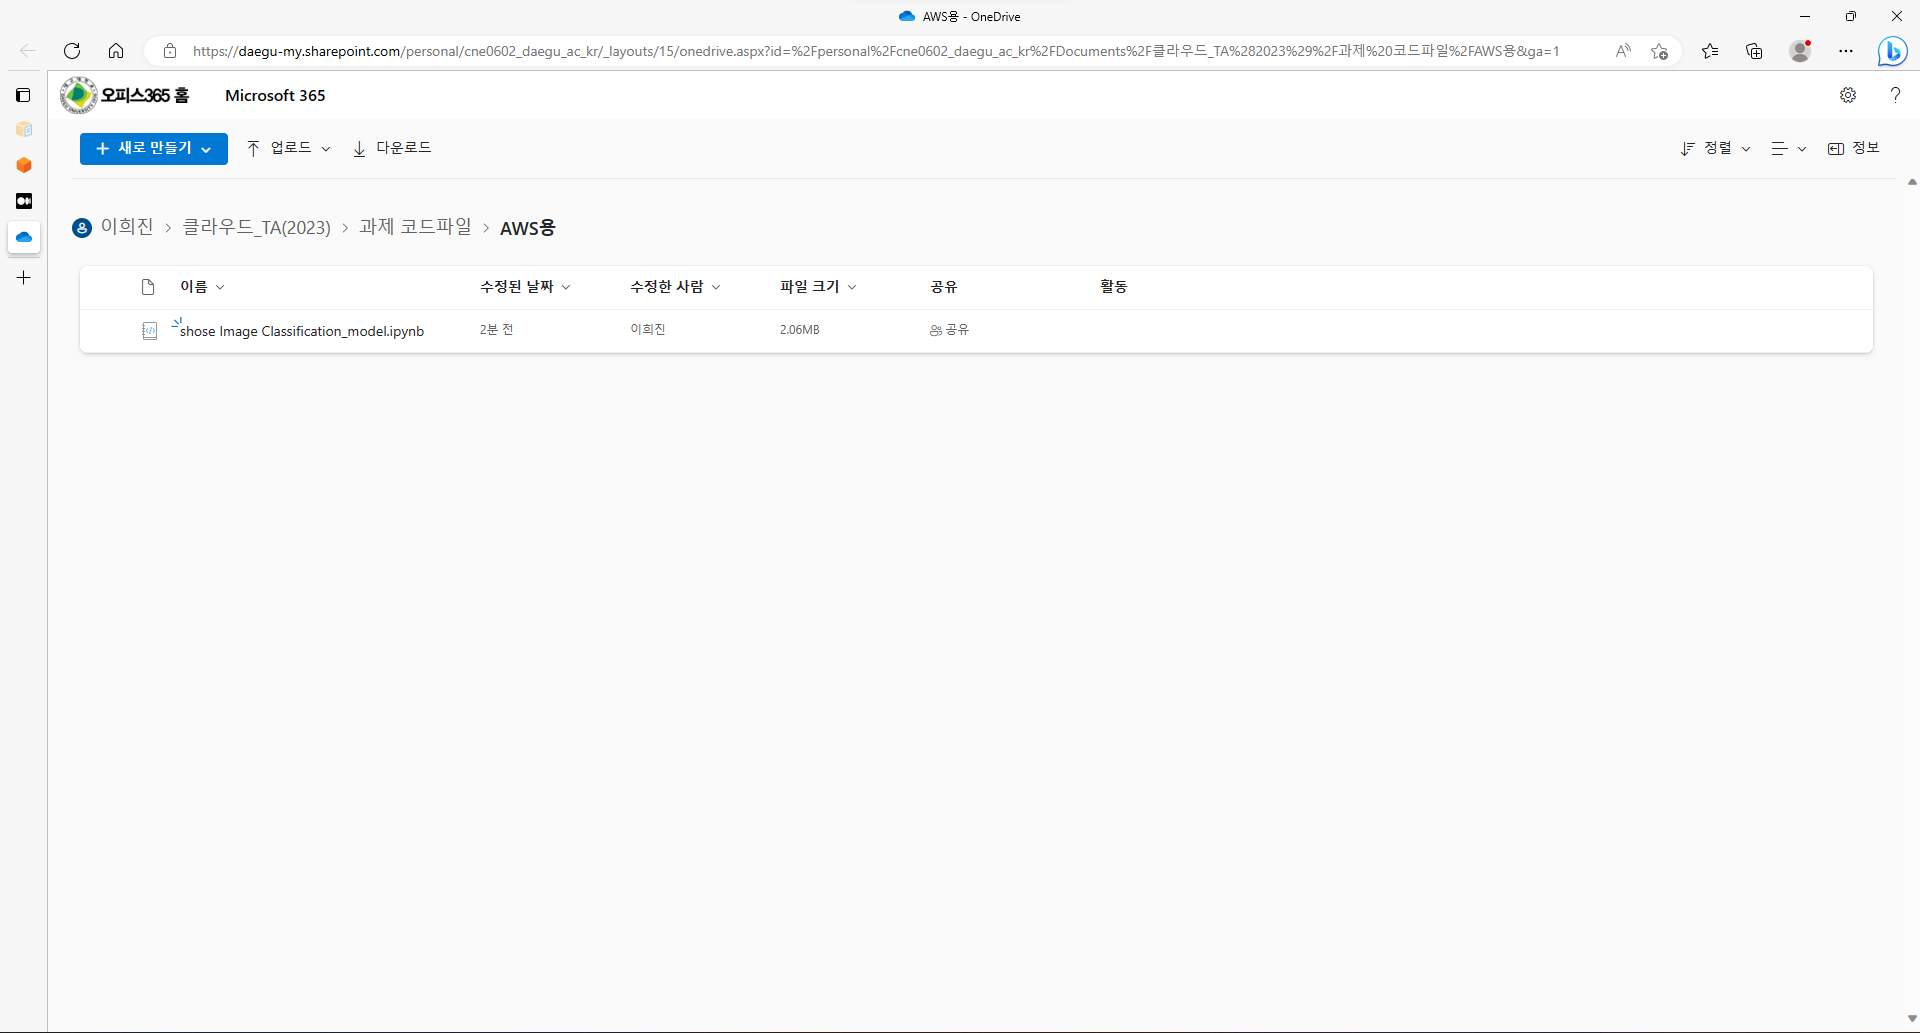 AWS용 - OneDrive
https://daegu-my.sharepoint.com/personal/cne0602_daegu_ac_kr/_layouts/15/onedrive.aspx?id=%2Fpersonal%2Fcne0602_daegu_ac_kr%2FDocuments%2F클라우드_TA%282023%29%2F과제%20코드파일%2FAWS용&ga=1
오피스365 홈 Microsoft 365
새로 만들기 업로드 다운로드 정렬 정보
이희진 > 클라우드_TA(2023) > 과제 코드파일 > AWS용
이름 수정된 날짜 수정한 사람 파일 크기 공유 활동
shose Image Classification_model.ipynb 2분 전 이희진 2.06MB 공유